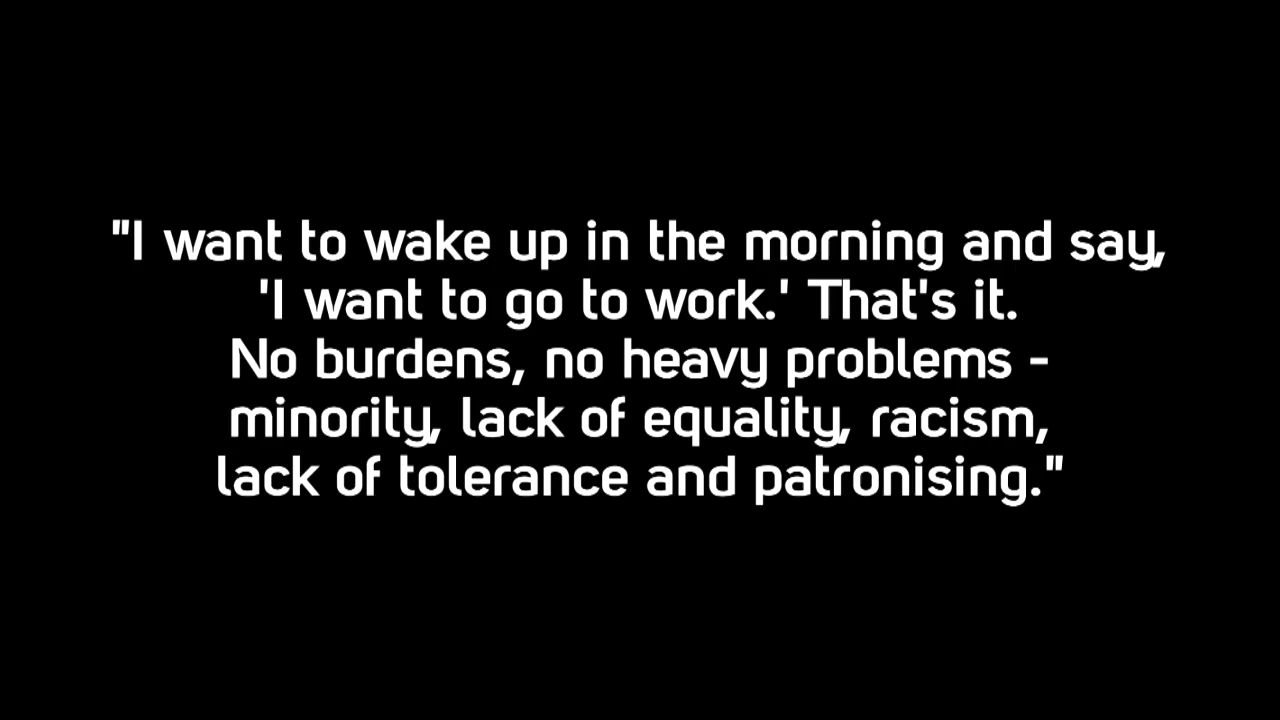 "I want to wake up in the morning and say,
'I want to go to work.' That's it.
No burdens, no heavy problems -
minority, lack of equality, racism,
lack of tolerance and patronising."